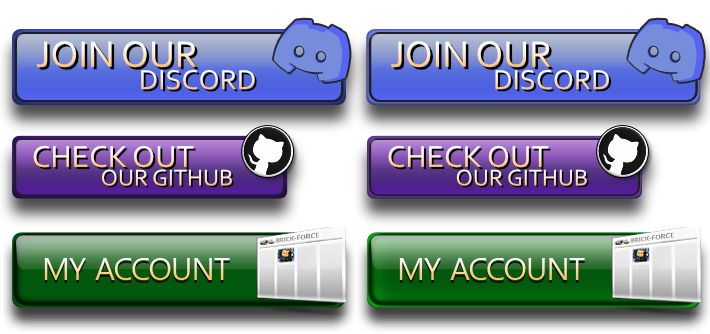 JOIN OUR
DISCORD
JOIN OUR
DISCORD
CHECK OUT
OUR GITHUB
CHECK OUT
OUR GITHUB
MY ACCOUNT
BRICK-FORCE
MY ACCOUNT
BRICK-FORCE